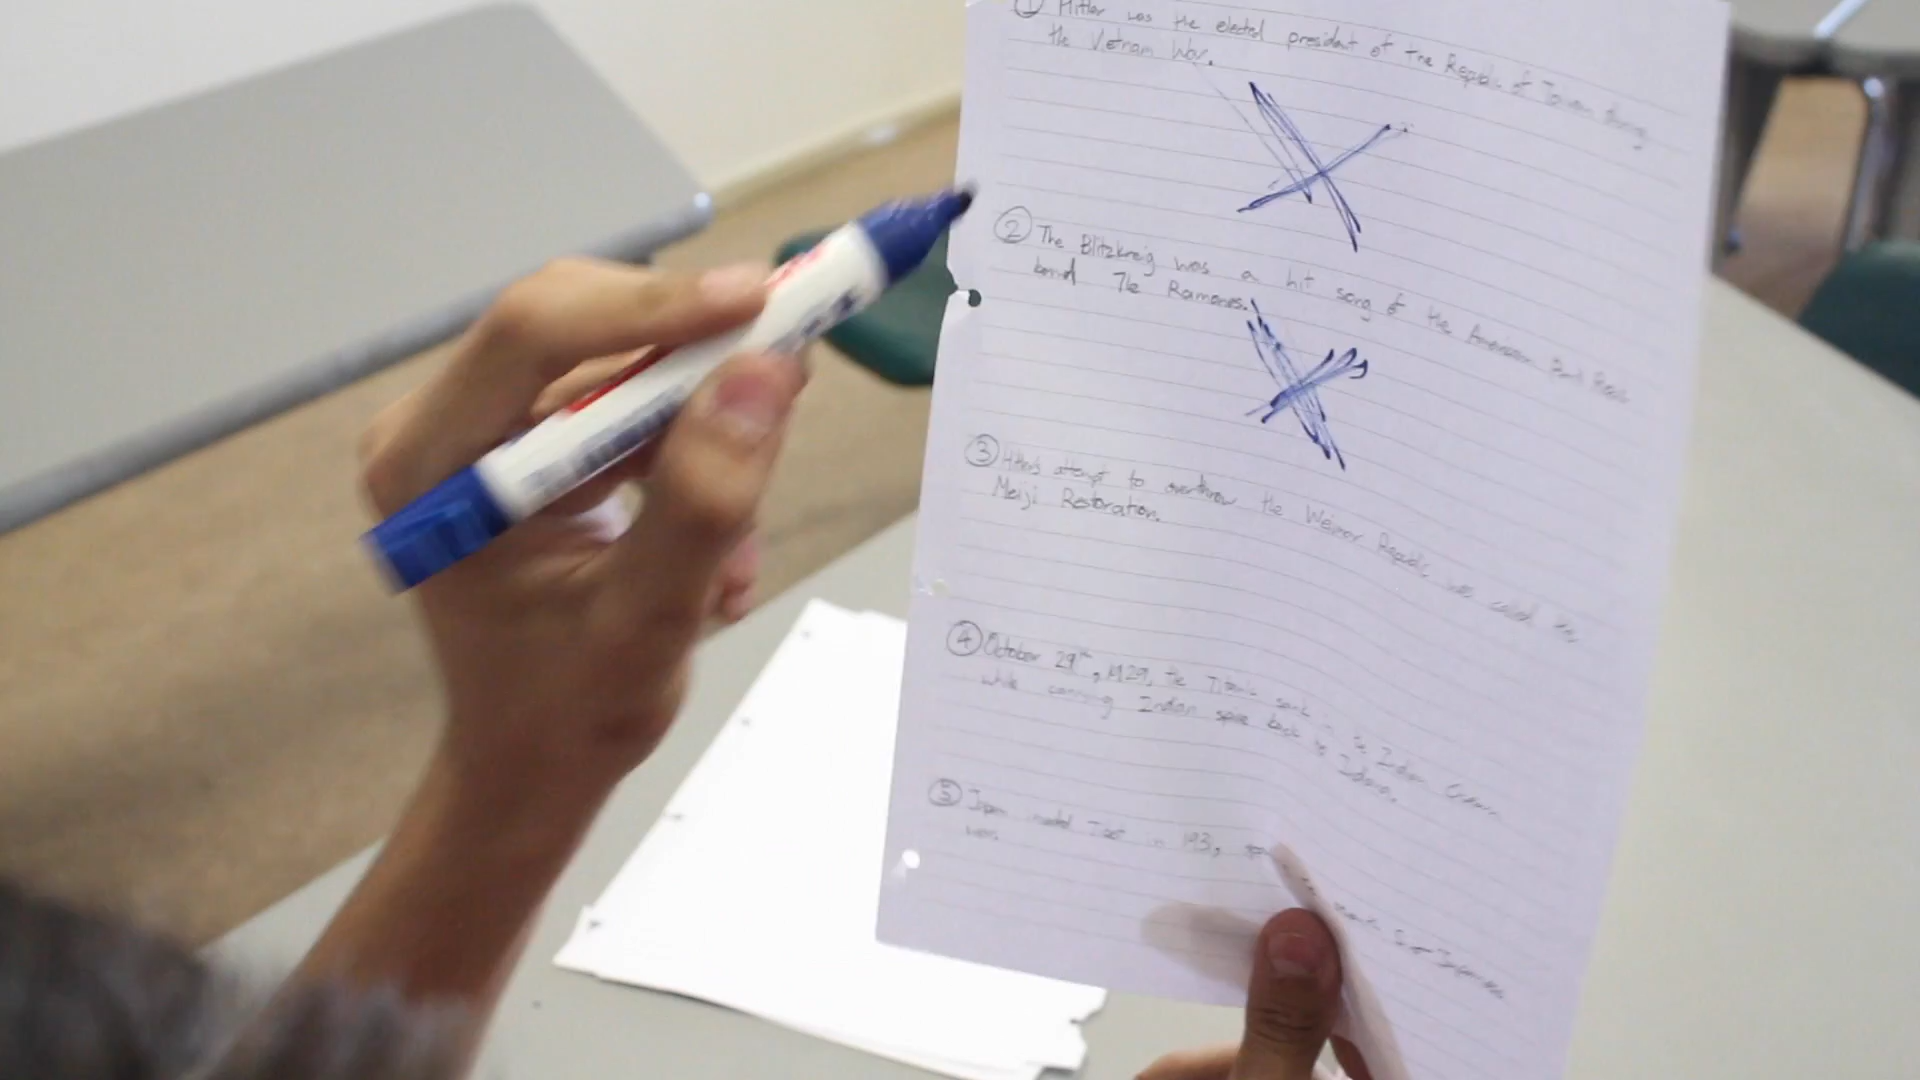 ① Hitler was the elected president of the Republic of Taiwan during
the Vietnam War.
② The Blitzkreig was a hit song of the American Punk Rock
band The Ramones.
③ Hitler's attempt to overthrow the Weimar Republic was called the
Meiji Restoration.
④ October 29th, 1929, the Titanic sank in the Indian
while carrying Indian spice back to
⑤ Japan invaded in 193,
war.